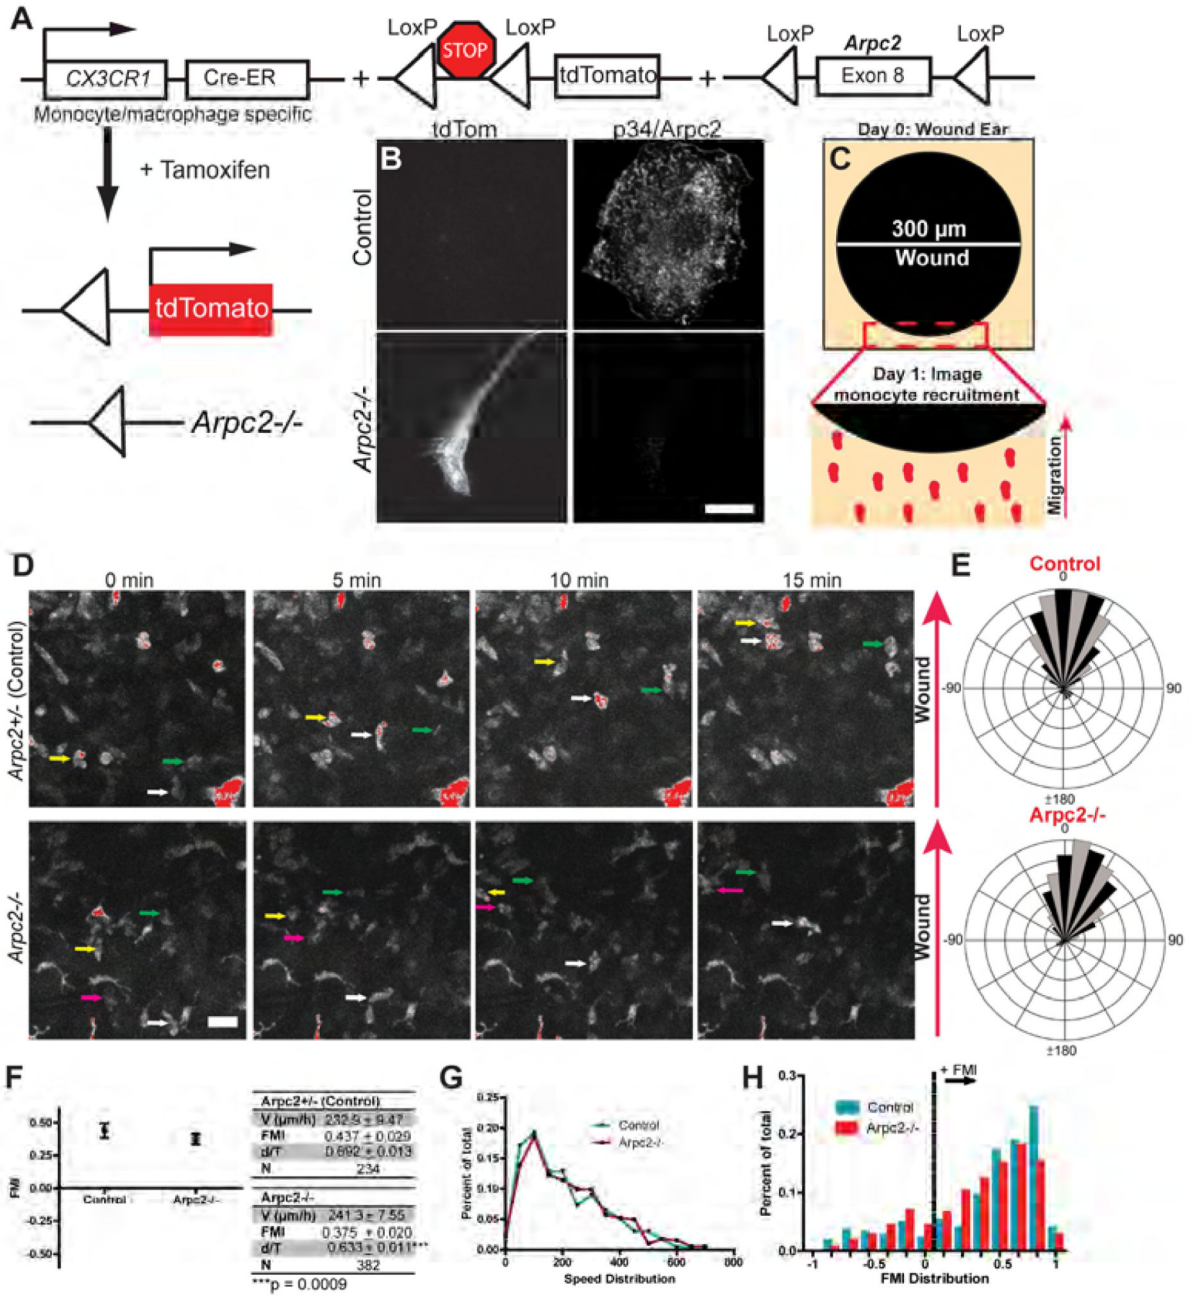 A
LoxP
STOP
LoxP
LoxP
Arpc2
LoxP
CX3CR1
Cre-ER
+
tdTomato
+
Exon 8
Monocyte/macrophage specific
+ Tamoxifen
tdTomato
Arpc2-/-
tdTom
p34/Arpc2
B
Control
Arpc2-/-
Day 0: Wound Ear
C
300 µm
Wound
Day 1: Image
monocyte recruitment
Migration
D
0 min
5 min
10 min
15 min
Arpc2+/- (Control)
Arpc2-/-
Wound
Wound
E
Control
0
-90
90
±180
Arpc2-/-
0
-90
90
±180
F
FMI
0.50
0.25
0.00
-0.25
-0.50
Control
Arpc2-/-
Arpc2+/- (Control)
V (µm/h) 232.9 ± 9.47
FMI 0.437 ± 0.029
d/T 0.692 ± 0.013
N 234
Arpc2-/-
V (µm/h) 241.3 ± 7.55
FMI 0.375 ± 0.020
d/T 0.633 ± 0.011***
N 382
***p = 0.0009
G
Percent of total
0.25
0.20
0.15
0.10
0.05
0.00
0
200
400
600
800
Speed Distribution
Control
Arpc2-/-
H
+ FMI
Control
Arpc2-/-
Percent of total
0.3
0.2
0.1
0.0
-1
-0.5
0
0.5
1
FMI Distribution